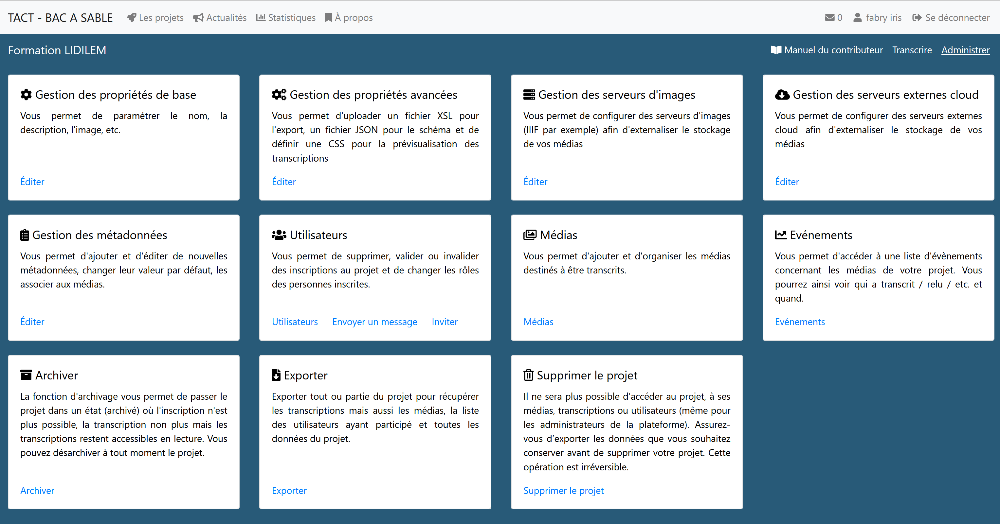 TACT - BAC A SABLE Les projets Actualités Statistiques À propos 0 fabry iris Se déconnecter
Formation LIDILEM Manuel du contributeur Transcrire Administrer
Gestion des propriétés de base
Vous permet de paramétrer le nom, la
description, l'image, etc.
Éditer
Gestion des propriétés avancées
Vous permet d'uploader un fichier XSL pour
l'export, un fichier JSON pour le schéma et de
définir une CSS pour la prévisualisation des
transcriptions
Éditer
Gestion des serveurs d'images
Vous permet de configurer des serveurs d'images
(IIIF par exemple) afin d'externaliser le stockage
de vos médias
Éditer
Gestion des serveurs externes cloud
Vous permet de configurer des serveurs externes
cloud afin d'externaliser le stockage de vos
médias
Éditer
Gestion des métadonnées
Vous permet d'ajouter et d'éditer de nouvelles
métadonnées, changer leur valeur par défaut, les
associer aux médias.
Éditer
Utilisateurs
Vous permet de supprimer, valider ou invalider
des inscriptions au projet et de changer les rôles
des personnes inscrites.
Utilisateurs Envoyer un message Inviter
Médias
Vous permet d'ajouter et d'organiser les médias
destinés à être transcrits.
Médias
Evénements
Vous permet d'accéder à une liste d'évènements
concernant les médias de votre projet. Vous
pourrez ainsi voir qui a transcrit / relu / etc. et
quand.
Evénements
Archiver
La fonction d'archivage vous permet de passer le
projet dans un état (archivé) où l'inscription n'est
plus possible, la transcription non plus mais les
transcriptions restent accessibles en lecture. Vous
pouvez désarchiver à tout moment le projet.
Archiver
Exporter
Exporter tout ou partie du projet pour récupérer
les transcriptions mais aussi les médias, la liste
des utilisateurs ayant participé et toutes les
données du projet.
Exporter
Supprimer le projet
Il ne sera plus possible d’accéder au projet, à ses
médias, transcriptions ou utilisateurs (même pour
les administrateurs de la plateforme). Assurez-
vous d’exporter les données que vous souhaitez
conserver avant de supprimer votre projet. Cette
opération est irréversible.
Supprimer le projet